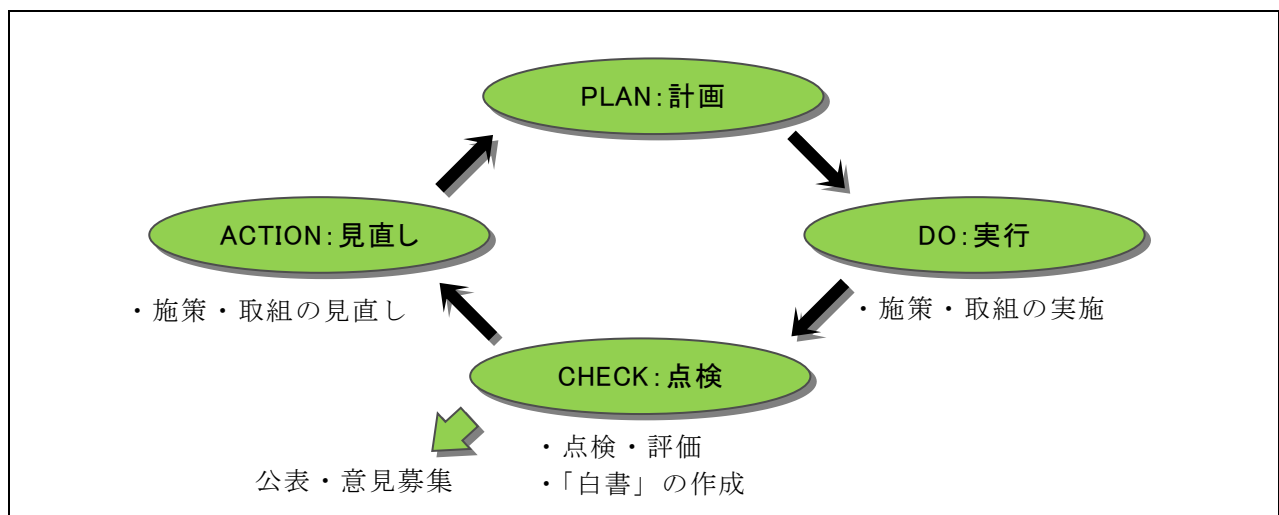 PLAN：計画
ACTION：見直し
DO：実行
・施策・取組の見直し
・施策・取組の実施
CHECK：点検
・点検・評価
公表・意見募集
・「白書」の作成